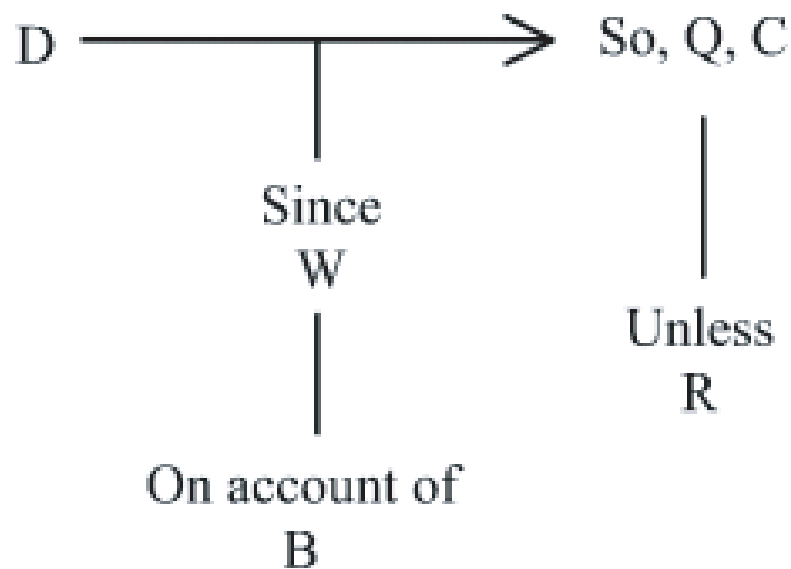 D
So, Q, C
Since
W
Unless
R
On account of
B